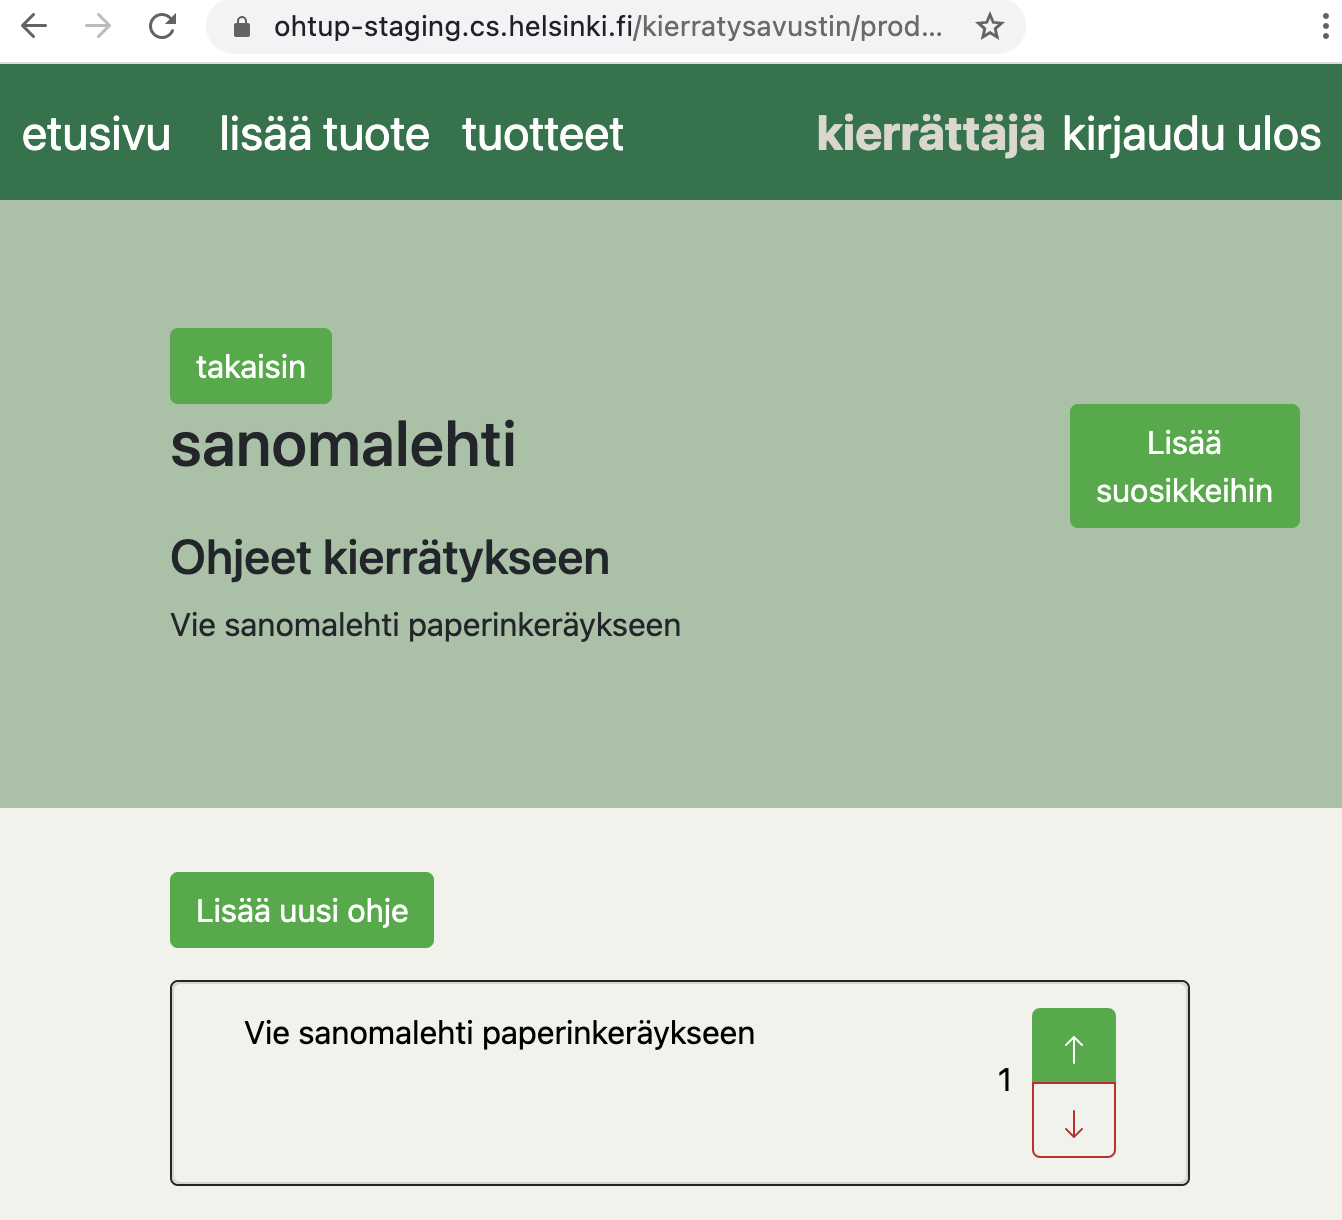 ohtup-staging.cs.helsinki.fi/kierratysavustin/prod...
etusivu lisää tuote tuotteet kierrättäjä kirjaudu ulos
takaisin
sanomalehti
Lisää
suosikkeihin
Ohjeet kierrätykseen
Vie sanomalehti paperinkeräykseen
Lisää uusi ohje
Vie sanomalehti paperinkeräykseen
1